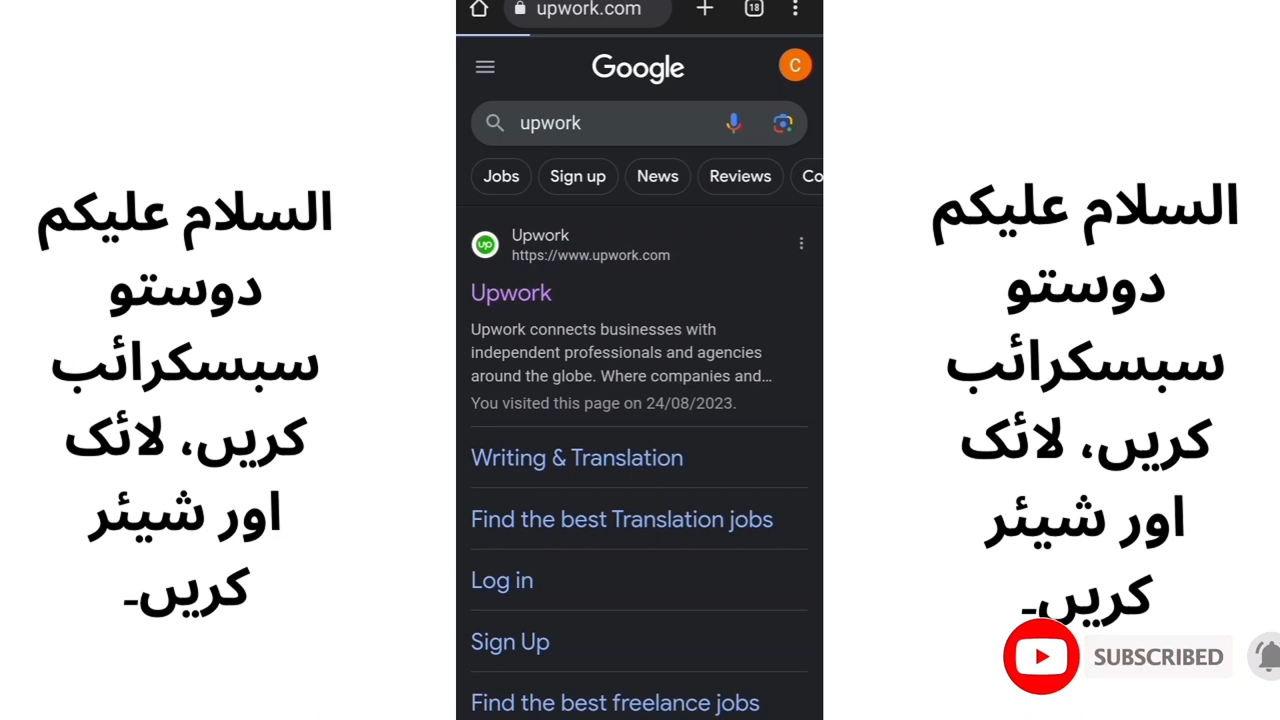 السلام علیکم
دوستو
سبسکرائب
کریں، لائک
اور شیئر
کریں۔
upwork.com
18
Google
C
upwork
Jobs
Sign up
News
Reviews
Co
Upwork
https://www.upwork.com
up
Upwork
Upwork connects businesses with
independent professionals and agencies
around the globe. Where companies and...
You visited this page on 24/08/2023.
Writing & Translation
Find the best Translation jobs
Log in
Sign Up
Find the best freelance jobs
السلام علیکم
دوستو
سبسکرائب
کریں، لائک
اور شیئر
کریں۔
SUBSCRIBED